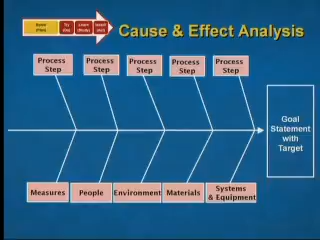 Cause & Effect Analysis
Process
Step
Process
Step
Process
Step
Process
Step
Process
Step
Goal
Statement
with
Target
Measures
People
Environment
Materials
Systems
& Equipment